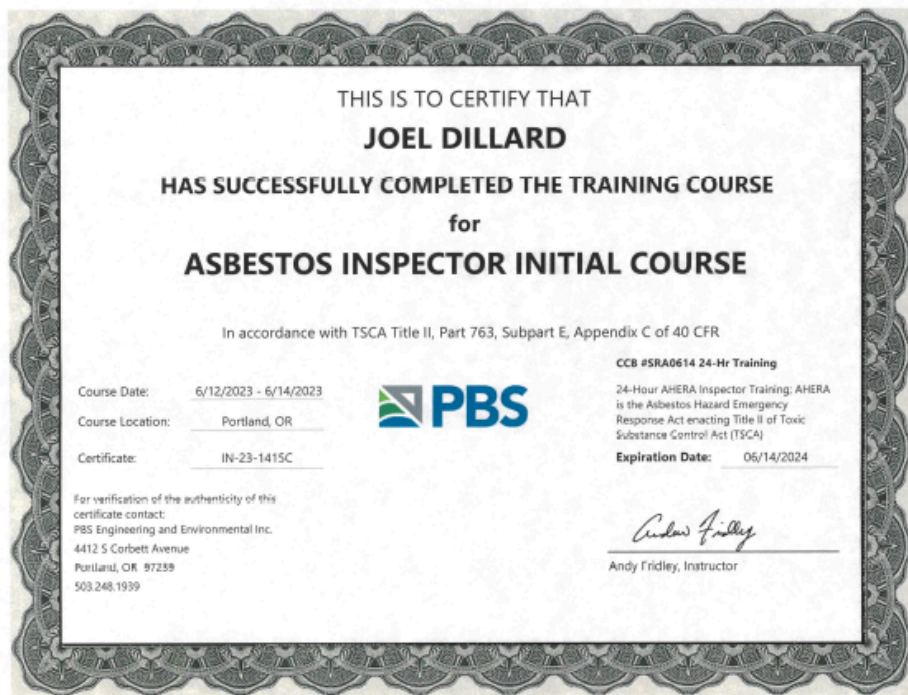 THIS IS TO CERTIFY THAT
JOEL DILLARD
HAS SUCCESSFULLY COMPLETED THE TRAINING COURSE
for
ASBESTOS INSPECTOR INITIAL COURSE
In accordance with TSCA Title II, Part 763, Subpart E, Appendix C of 40 CFR
Course Date: 6/12/2023 - 6/14/2023
Course Location: Portland, OR
Certificate: IN-23-1415C
For verification of the authenticity of this
certificate contact:
PBS Engineering and Environmental Inc.
4412 S Corbett Avenue
Portland, OR 97239
503.248.1939
PBS
CCB #SRA0614 24-Hr Training
24-Hour AHERA Inspector Training; AHERA
is the Asbestos Hazard Emergency
Response Act enacting Title II of Toxic
Substance Control Act (TSCA)
Expiration Date: 06/14/2024
Andy Fridley, Instructor